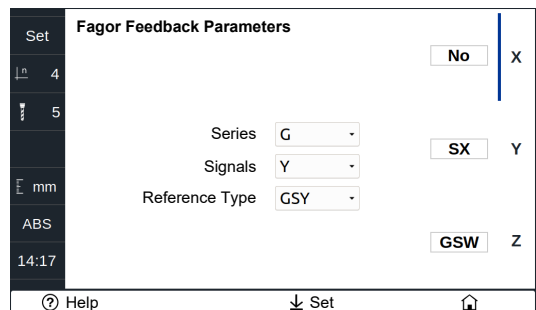 Set
4
5
mm
ABS
14:17
Fagor Feedback Parameters
No X
Series G
Signals Y
Reference Type GSY
SX Y
GSW Z
? Help
Set